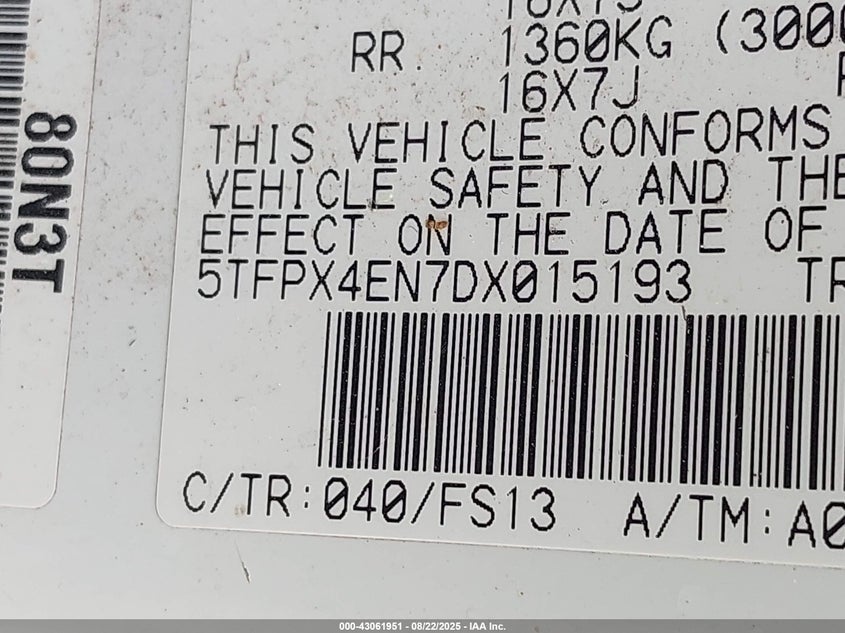 RR. 1360KG (300
16X7J
THIS VEHICLE CONFORMS
VEHICLE SAFETY AND THE
EFFECT ON THE DATE OF
5TFPX4EN7DX015193 TR
C/TR:040/FS13 A/TM:A0
80N3T
000-43061951 - 08/22/2025 - IAA Inc.